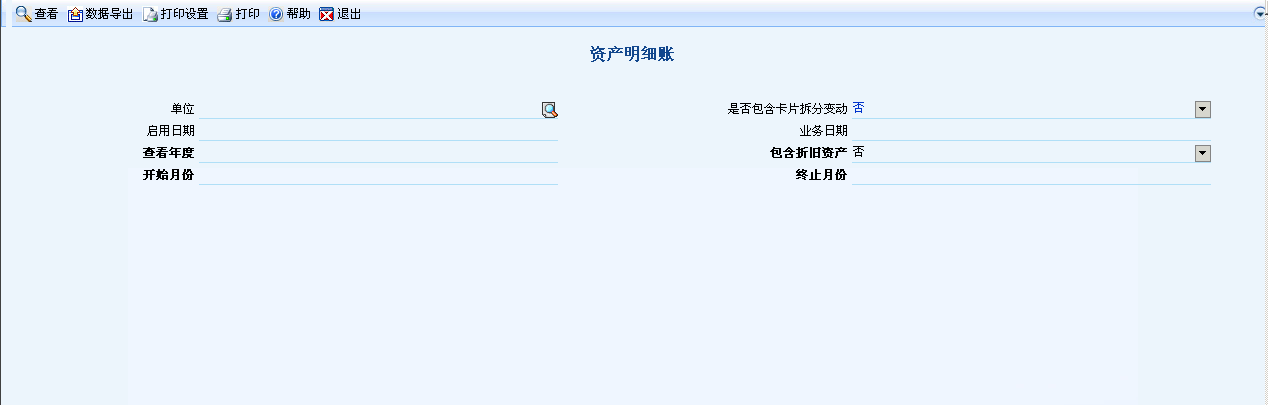 查看 数据导出 打印设置 打印 帮助 退出
资产明细账
单位 是否包含卡片拆分变动 否
启用日期 业务日期
查看年度 包含折旧资产 否
开始月份 终止月份